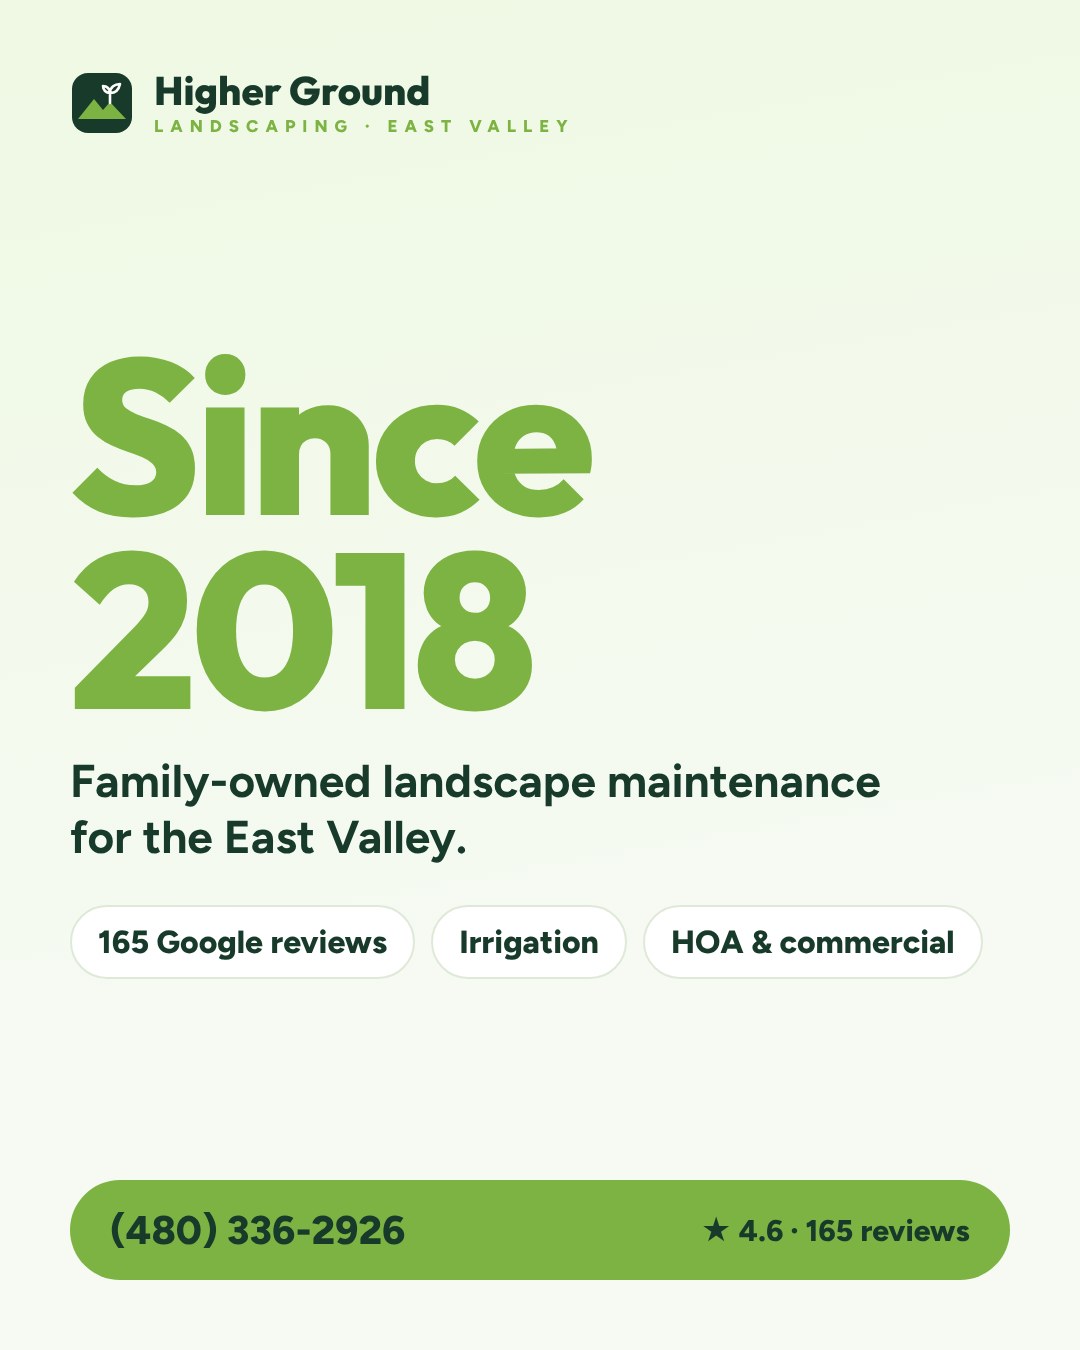 Higher Ground
LANDSCAPING · EAST VALLEY
Since
2018
Family-owned landscape maintenance
for the East Valley.
165 Google reviews
Irrigation
HOA & commercial
(480) 336-2926
★ 4.6 · 165 reviews